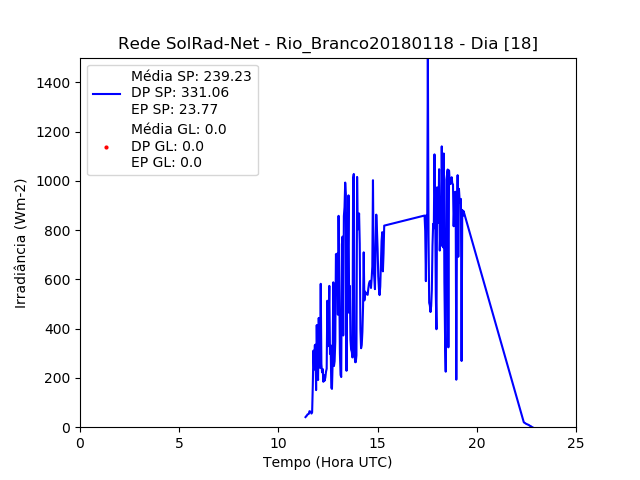 Rede SolRad-Net - Rio_Branco20180118 - Dia [18]
Média SP: 239.23
DP SP: 331.06
EP SP: 23.77
Média GL: 0.0
DP GL: 0.0
EP GL: 0.0
Irradiância (Wm-2)
1400
1200
1000
800
600
400
200
0
0 5 10 15 20 25
Tempo (Hora UTC)